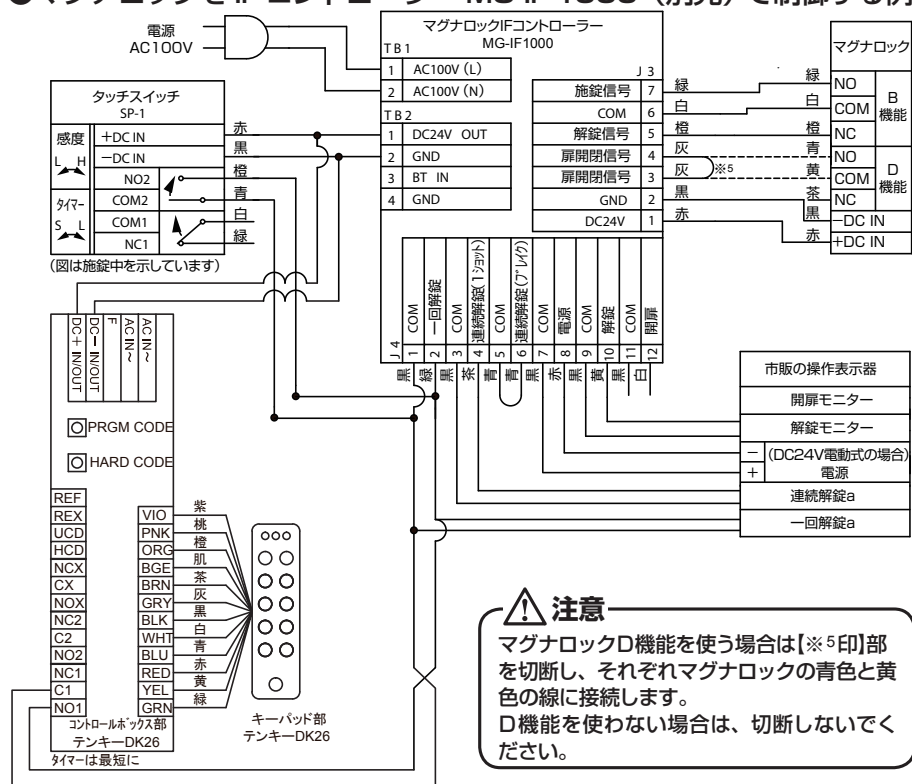 ●マグナロックをIFコントローラーMG-IF1000（別売）で制御する例
電源
AC100V
マグナロックIFコントローラー
MG-IF1000
TB1
1 AC100V (L)
2 AC100V (N)
TB2
1 DC24V OUT
2 GND
3 BT IN
4 GND
J3
施錠信号 7
COM 6
解錠信号 5
扉開閉信号 4
扉開閉信号 3
GND 2
DC24V 1
緑
白
橙
灰
灰
黒
赤
※5
緑
白
橙
青
黄
茶
黒
赤
マグナロック
NO
COM
NC
B
機能
NO
COM
NC
D
機能
−DC IN
+DC IN
タッチスイッチ
SP-1
感度
L H
タイマー
S L
+DC IN
−DC IN
NO2
COM2
COM1
NC1
赤
黒
橙
青
白
緑
(図は施錠中を示しています)
J4
1 COM
2 一回解錠
3 COM
4 連続解錠(1ショット)
5 COM
6 連続解錠(ブレイク)
7 COM
8 電源
9 COM
10 解錠
11 COM
12 開扉
黒 緑 黒 茶 青 青 黒 赤 黒 黄 黒 白
市販の操作表示器
開扉モニター
解錠モニター
− (DC24V電動式の場合)
+ 電源
連続解錠a
一回解錠a
DC+ IN/OUT
DC− IN/OUT
F
AC IN~
AC IN~
PRGM CODE
HARD CODE
REF
REX
UCD
HCD
NCX
CX
NOX
NC2
C2
NO2
NC1
C1
NO1
VIO 紫
PNK 桃
ORG 橙
BGE 肌
BRN 茶
GRY 灰
BLK 黒
WHT 白
BLU 青
RED 赤
YEL 黄
GRN 緑
コントロールボックス部
テンキーDK26
タイマーは最短に
キーパッド部
テンキーDK26
注意
マグナロックD機能を使う場合は【※5印】部
を切断し、それぞれマグナロックの青色と黄
色の線に接続します。
D機能を使わない場合は、切断しないでく
ださい。